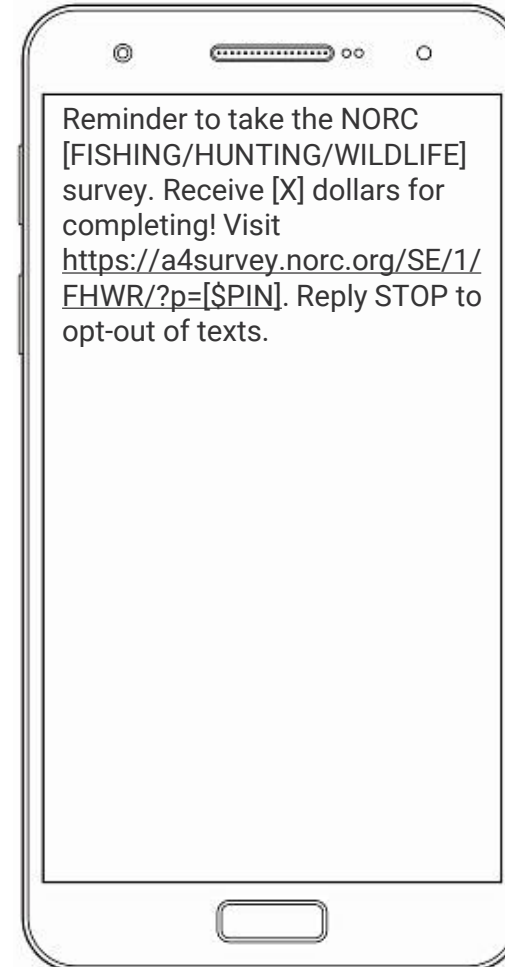 Reminder to take the NORC
[FISHING/HUNTING/WILDLIFE]
survey. Receive [X] dollars for
completing! Visit
https://a4survey.norc.org/SE/1/
FHWR/?p=[$PIN]. Reply STOP to
opt-out of texts.